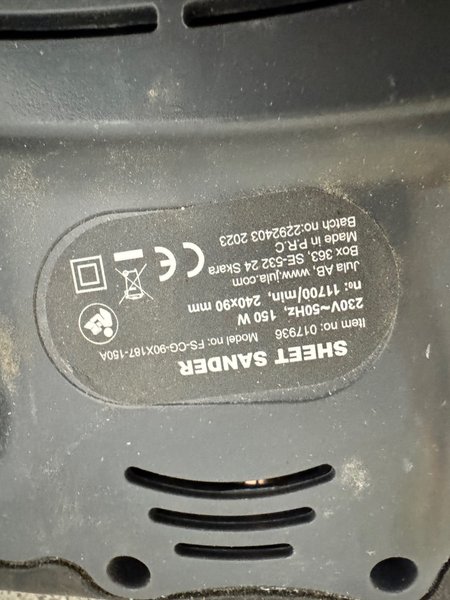 SHEET SANDER
Item no: 017936 Model no: FS-CG-90X187-150A
230V~50Hz, 150 W
n₀: 11700/min, 240x90 mm
Jula AB, www.jula.com
Box 363, SE-532 24 Skara
Made in P.R.C
Batch no:2292403 2023
CE